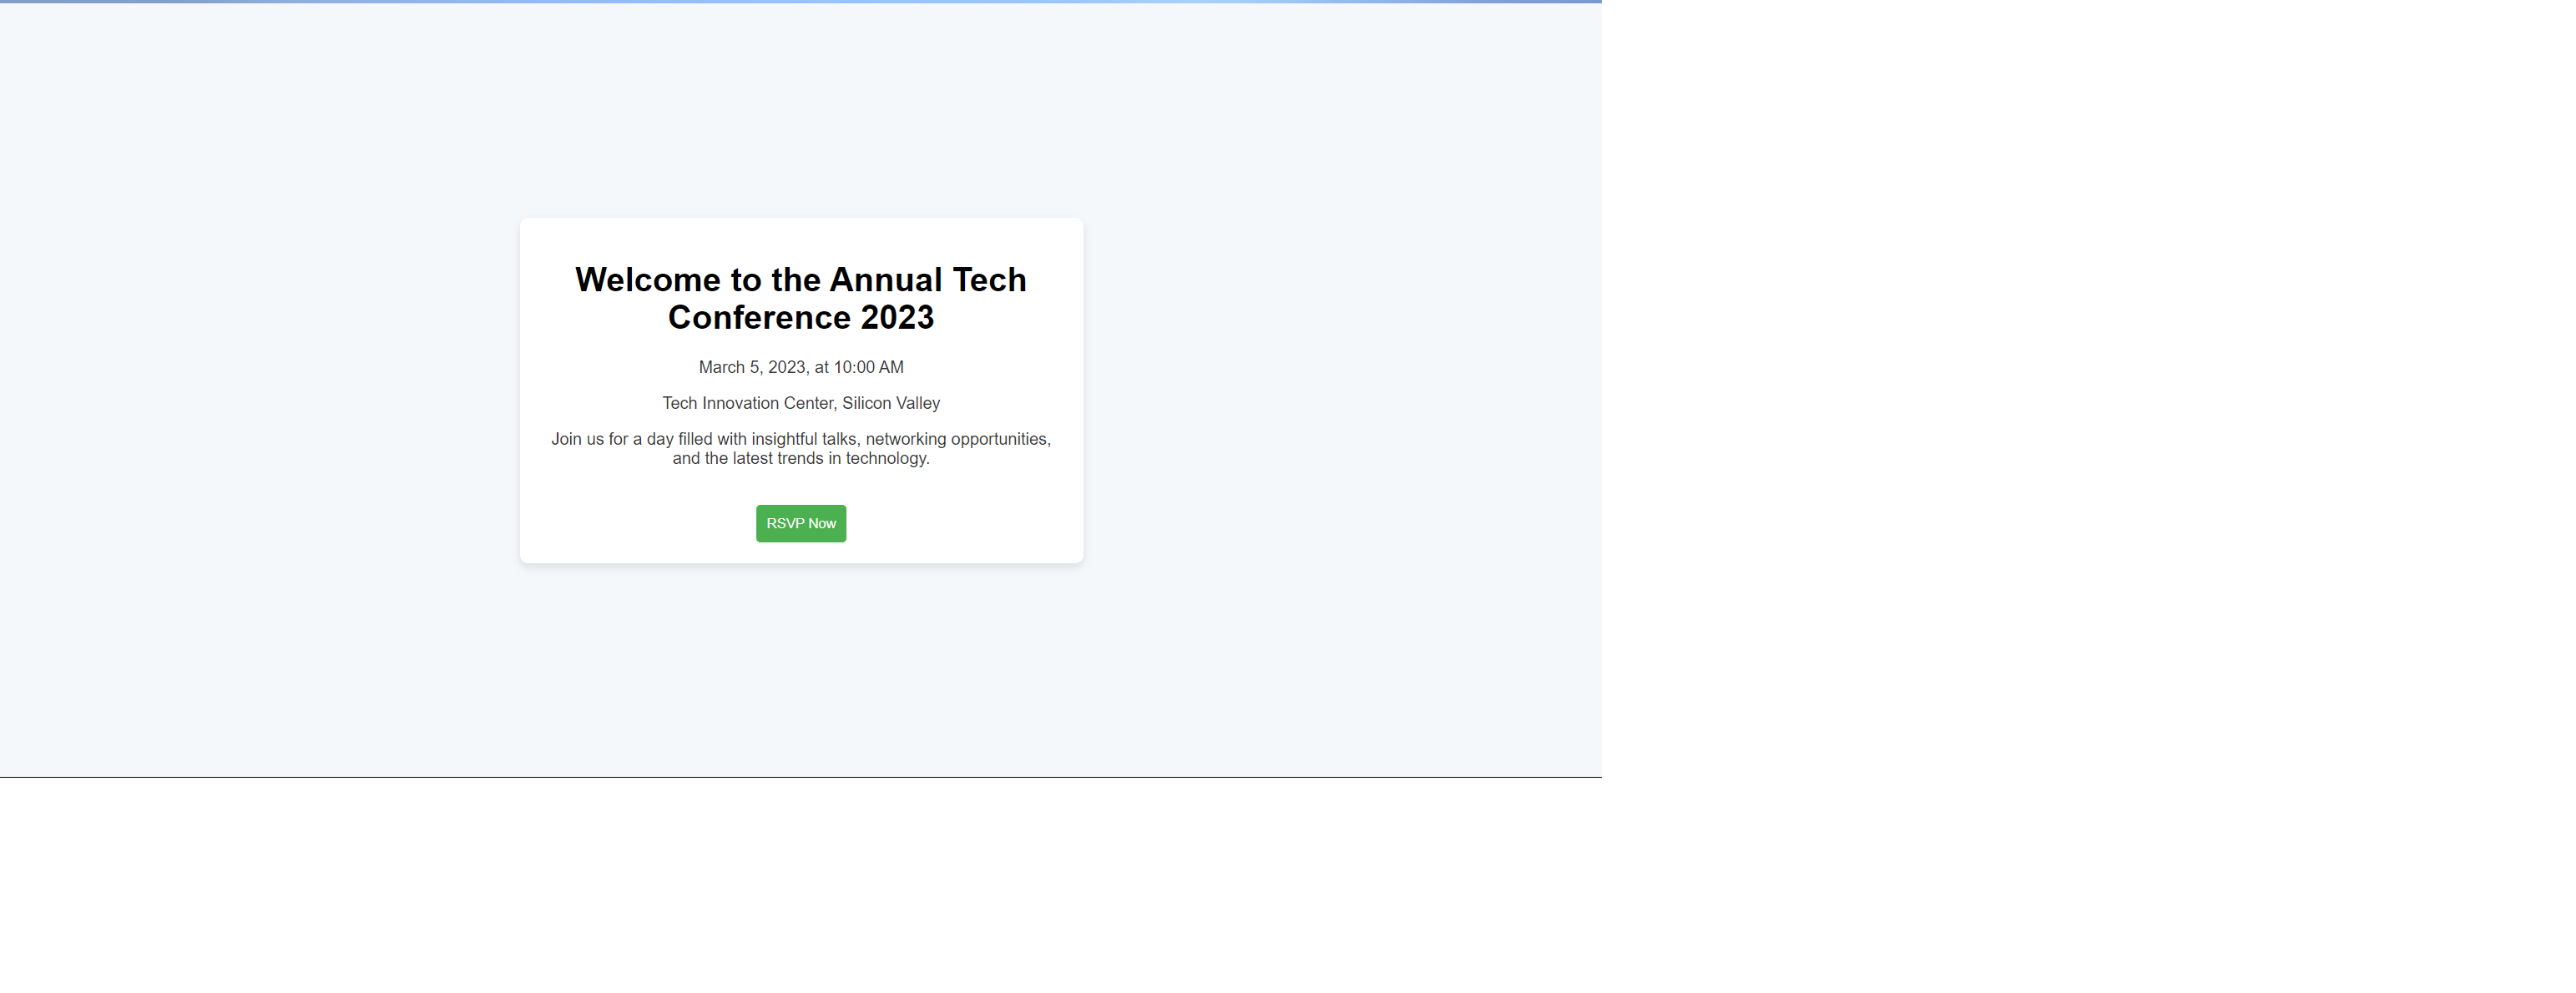 Welcome to the Annual Tech
Conference 2023
March 5, 2023, at 10:00 AM
Tech Innovation Center, Silicon Valley
Join us for a day filled with insightful talks, networking opportunities,
and the latest trends in technology.
RSVP Now